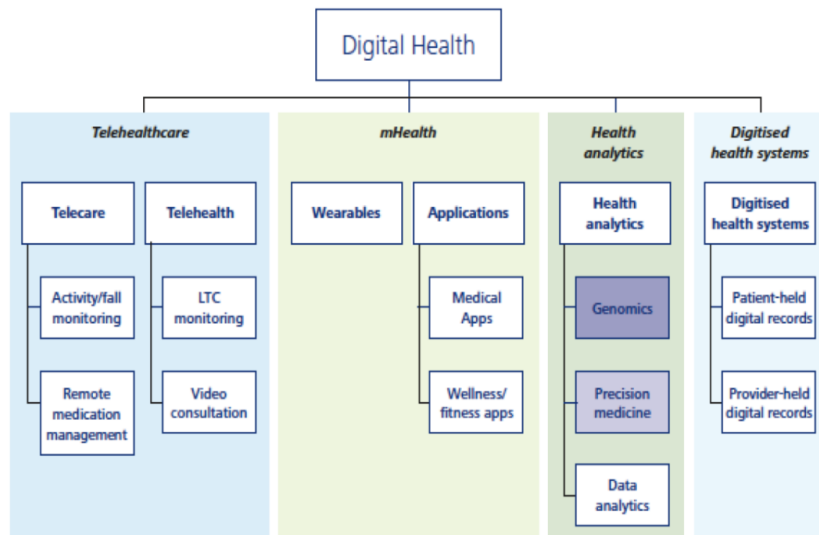 Digital Health
Telehealthcare
mHealth
Health
analytics
Digitised
health systems
Telecare
Telehealth
Wearables
Applications
Health
analytics
Digitised
health systems
Activity/fall
monitoring
LTC
monitoring
Medical
Apps
Genomics
Patient-held
digital records
Remote
medication
management
Video
consultation
Wellness/
fitness apps
Precision
medicine
Provider-held
digital records
Data
analytics